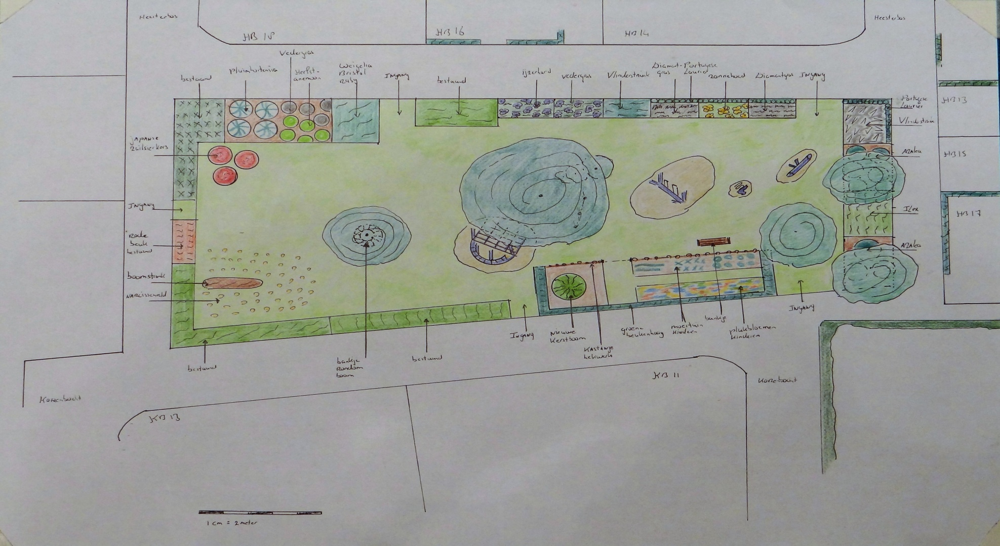 Heesterbos
Heesterbos
HB 18
HB 16
HB 14
Vedergras
bestaand
pluimhortensia
Herfst-
anemoon
Weigelia
Bristol
Ruby
INgANg
bestaand
ijzerhard
vedergras
Vlinderstruik
Diamant-
gras
Portugese
Laurier
zonnehoed
Diamantgras
INgANg
Portugese
Laurier
Vlinderstruik
HB 13
JAPANSE
zuilsierkers
AzAlea
HB 15
INgANg
Ilex
HB 17
Rode
beuk
bestaand
AzAlea
boomstronk
NARcissenveld
INgANg
Nieuwe
Kerstboom
KAStANje
hekwerk
groene
beukenhaag
moestuin
kinderen
bankje
plukbloemen
kinderen
INgANg
bestaand
bankje
rondom
boom
bestaand
KB 11
Korenbocht
Korenbocht
KB 13
1 cm = 2 meter